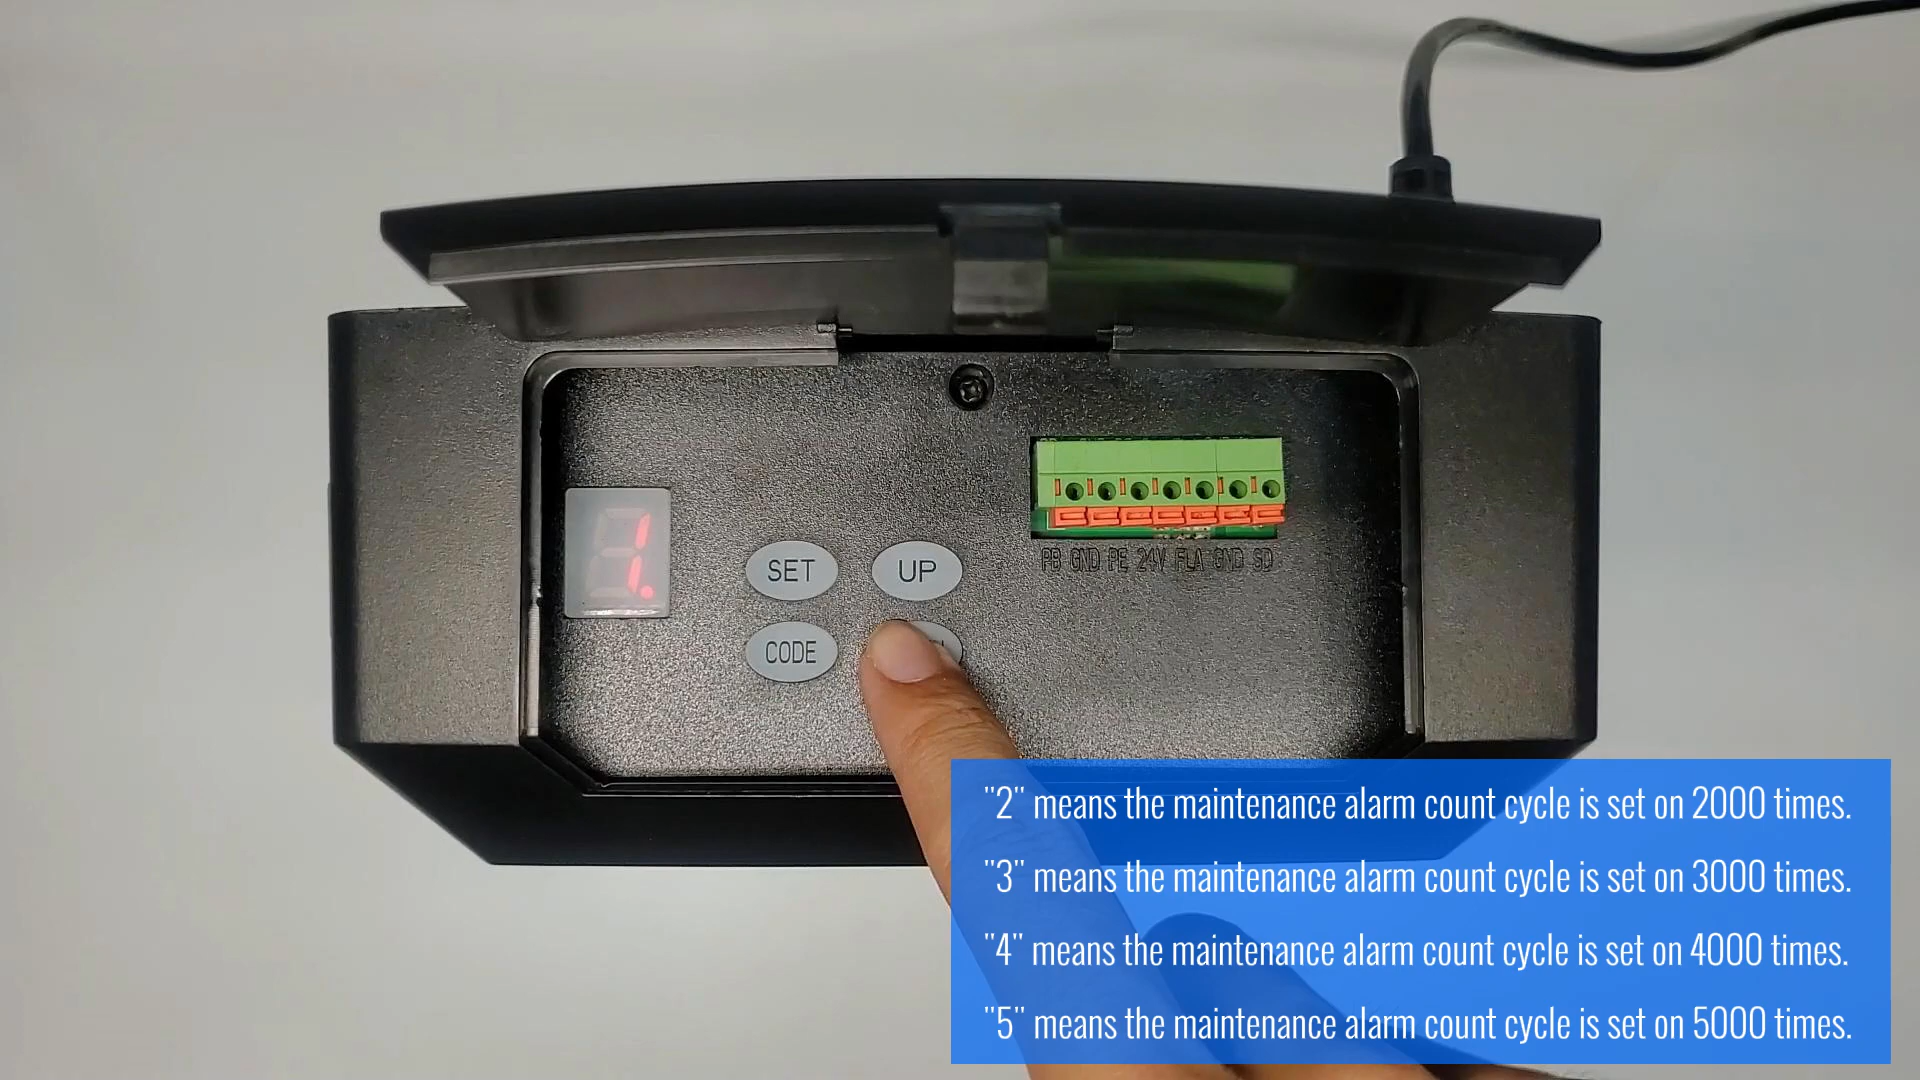 1.
SET
UP
CODE
PB GND PE 24V FLA GND SD
"2" means the maintenance alarm count cycle is set on 2000 times.
"3" means the maintenance alarm count cycle is set on 3000 times.
"4" means the maintenance alarm count cycle is set on 4000 times.
"5" means the maintenance alarm count cycle is set on 5000 times.